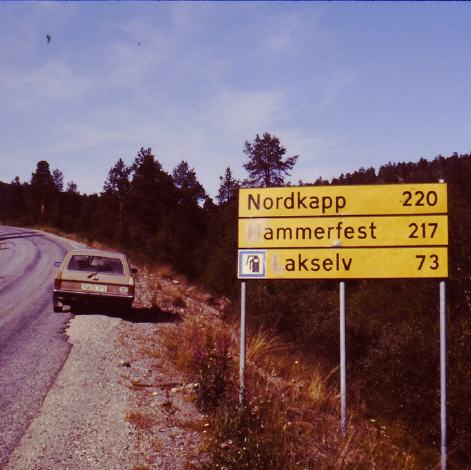 Nordkapp 220
Hammerfest 217
Lakselv 73